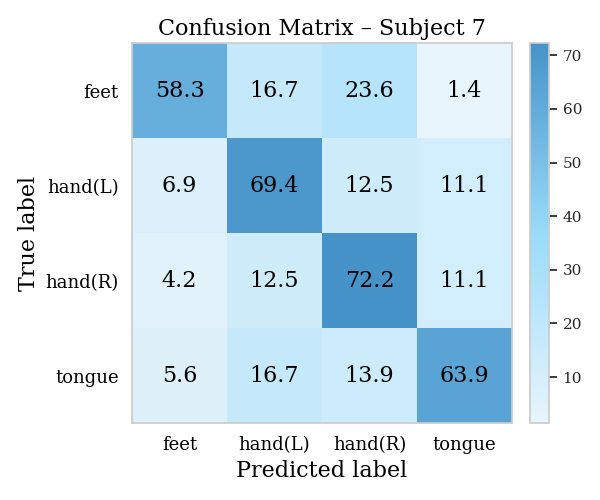 Confusion Matrix – Subject 7
feet 58.3 16.7 23.6 1.4
hand(L) 6.9 69.4 12.5 11.1
hand(R) 4.2 12.5 72.2 11.1
tongue 5.6 16.7 13.9 63.9
feet hand(L) hand(R) tongue
Predicted label
True label
70
60
50
40
30
20
10